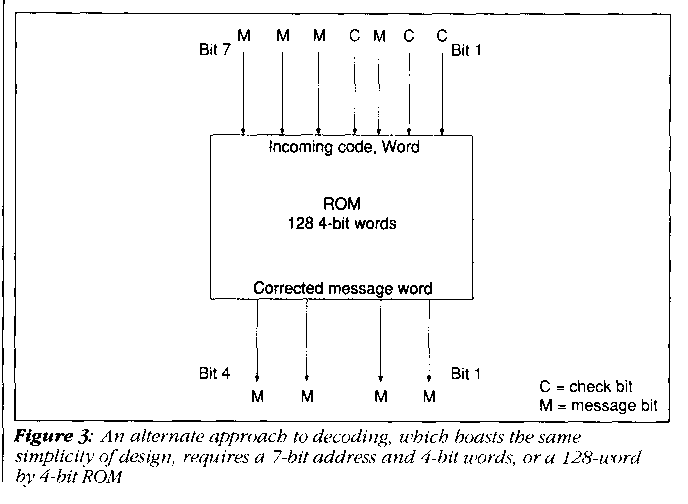 M M M C M C C
Bit 7 Bit 1
Incoming code, Word
ROM
128 4-bit words
Corrected message word
Bit 4 Bit 1
M M M M
C = check bit
M = message bit
Figure 3: An alternate approach to decoding, which boasts the same
simplicity of design, requires a 7-bit address and 4-bit words, or a 128-word
by 4-bit ROM